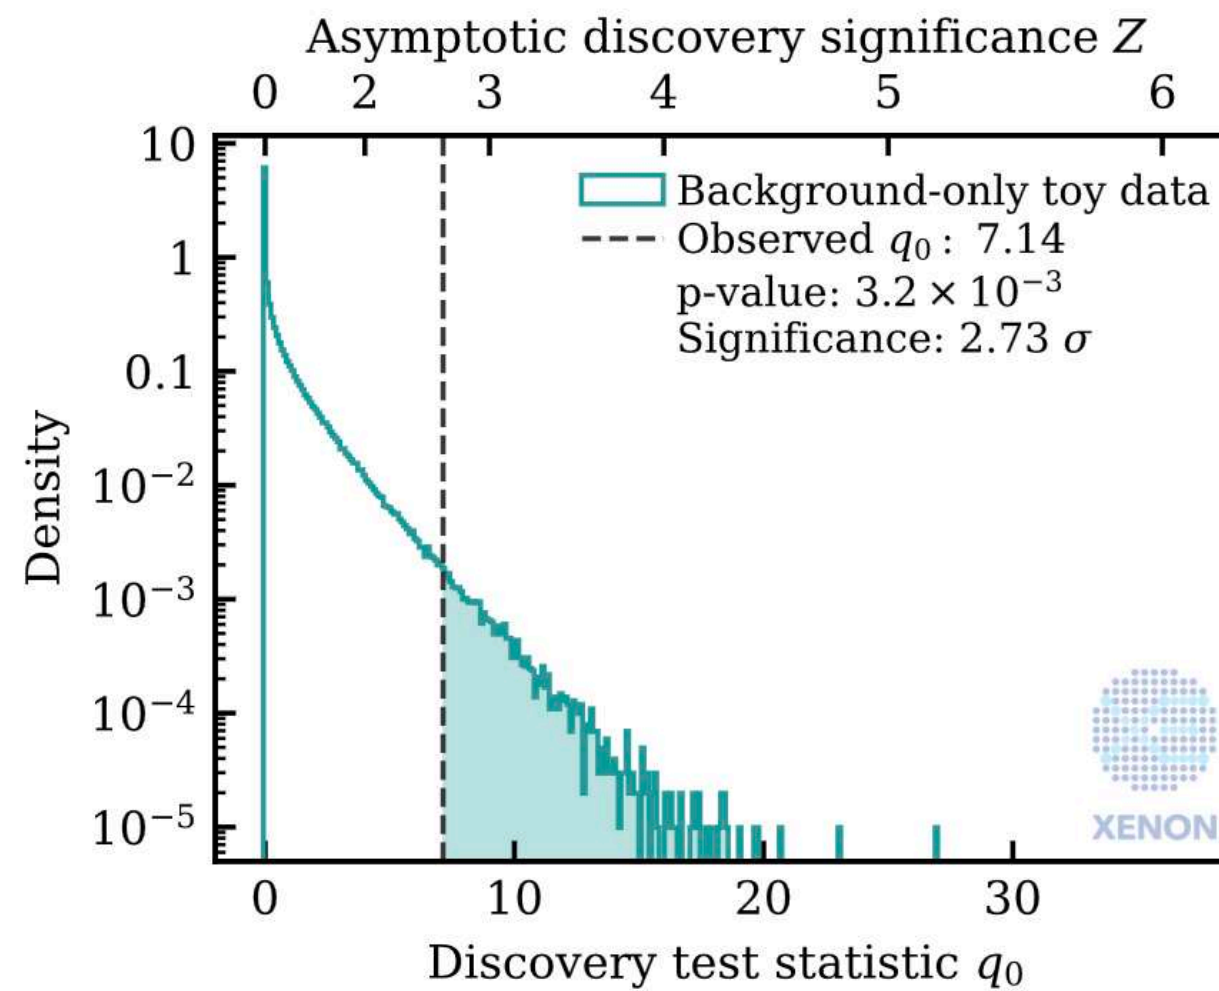 Asymptotic discovery significance Z
0 2 3 4 5 6
10
1
0.1
10⁻²
10⁻³
10⁻⁴
10⁻⁵
Density
Background-only toy data
Observed q₀ : 7.14
p-value: 3.2 × 10⁻³
Significance: 2.73 σ
XENON
0 10 20 30
Discovery test statistic q₀